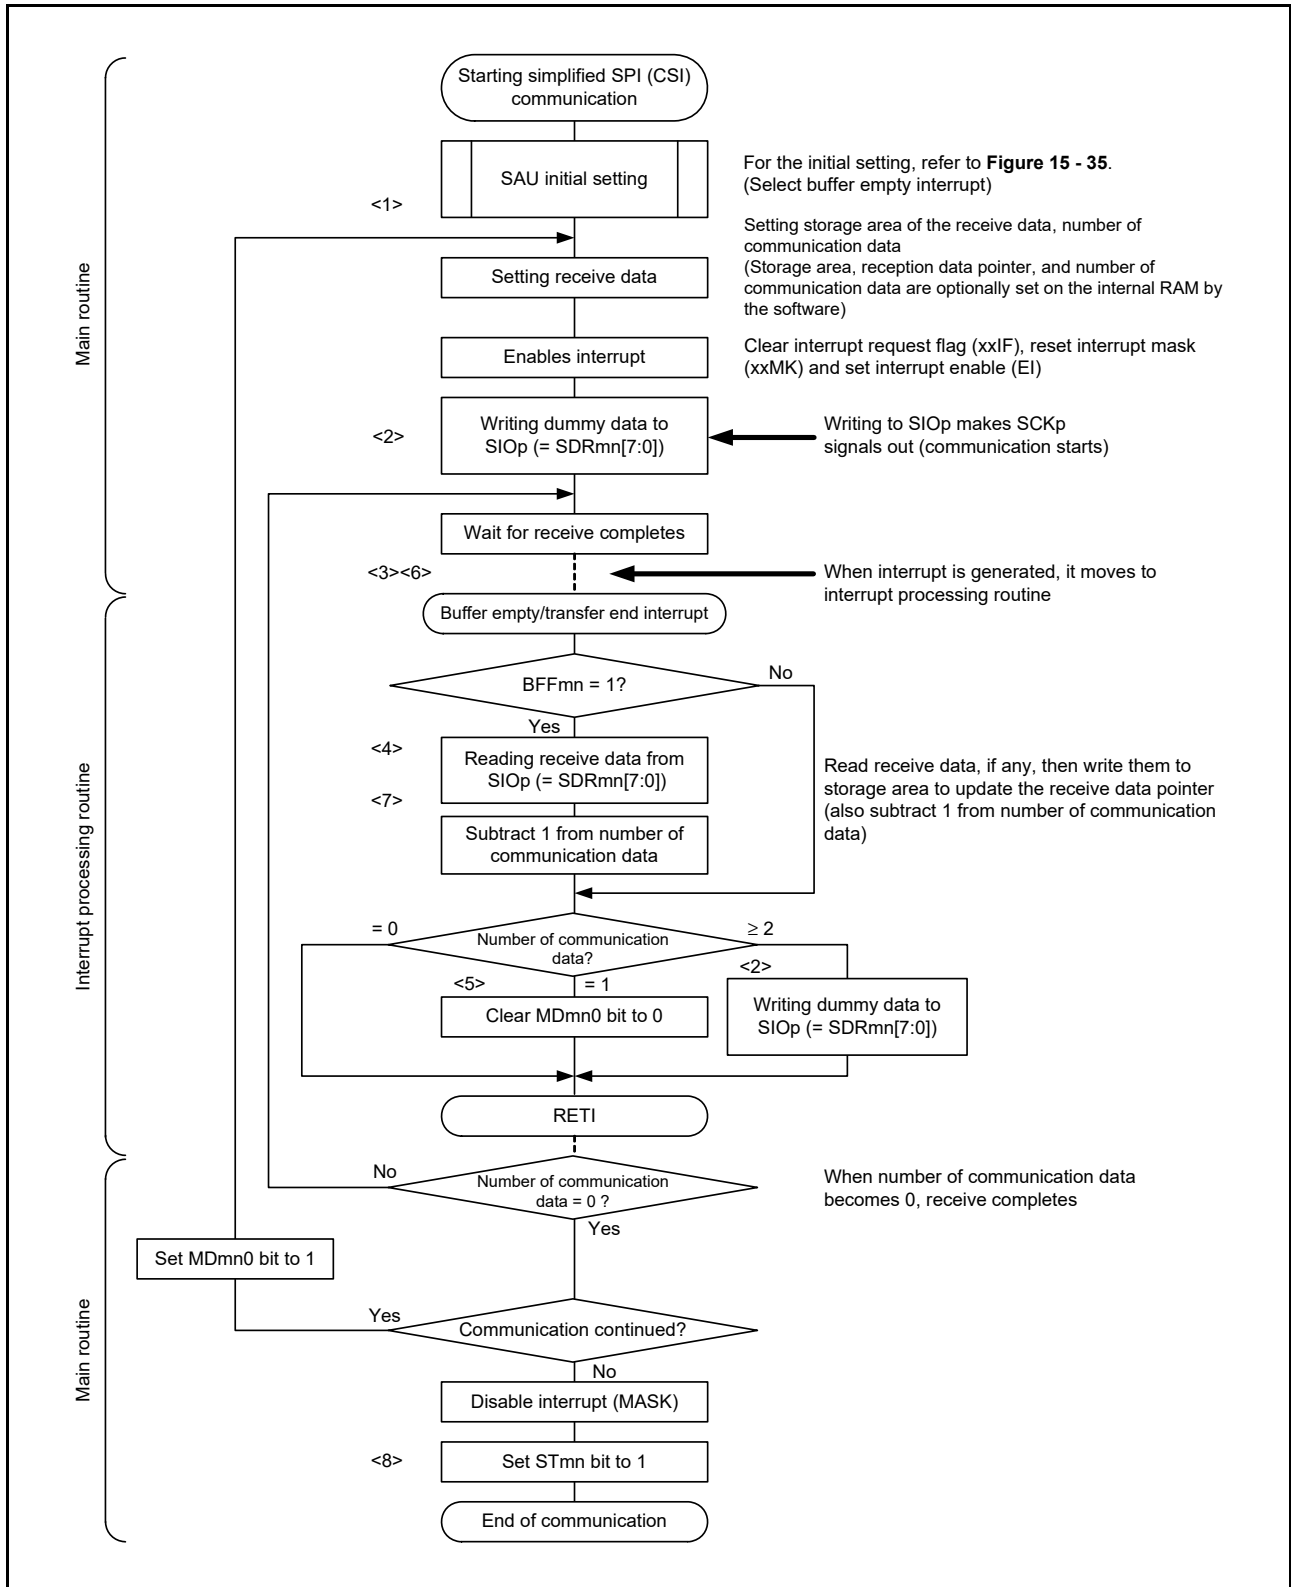 Starting simplified SPI (CSI)
communication
SAU initial setting
For the initial setting, refer to Figure 15 - 35.
(Select buffer empty interrupt)
<1>
Setting storage area of the receive data, number of
communication data
(Storage area, reception data pointer, and number of
communication data are optionally set on the internal RAM by
the software)
Setting receive data
Main routine
Enables interrupt
Clear interrupt request flag (xxIF), reset interrupt mask
(xxMK) and set interrupt enable (EI)
<2>
Writing dummy data to
SIOp (= SDRmn[7:0])
Writing to SIOp makes SCKp
signals out (communication starts)
Wait for receive completes
<3><6>
When interrupt is generated, it moves to
interrupt processing routine
Buffer empty/transfer end interrupt
BFFmn = 1?
No
Yes
<4>
Reading receive data from
SIOp (= SDRmn[7:0])
<7>
Read receive data, if any, then write them to
storage area to update the receive data pointer
(also subtract 1 from number of communication
data)
Subtract 1 from number of
communication data
Interrupt processing routine
= 0
Number of communication
data?
≥ 2
<5>
= 1
<2>
Clear MDmn0 bit to 0
Writing dummy data to
SIOp (= SDRmn[7:0])
RETI
No
Number of communication
data = 0 ?
When number of communication data
becomes 0, receive completes
Yes
Set MDmn0 bit to 1
Yes
Communication continued?
No
Main routine
Disable interrupt (MASK)
<8>
Set STmn bit to 1
End of communication